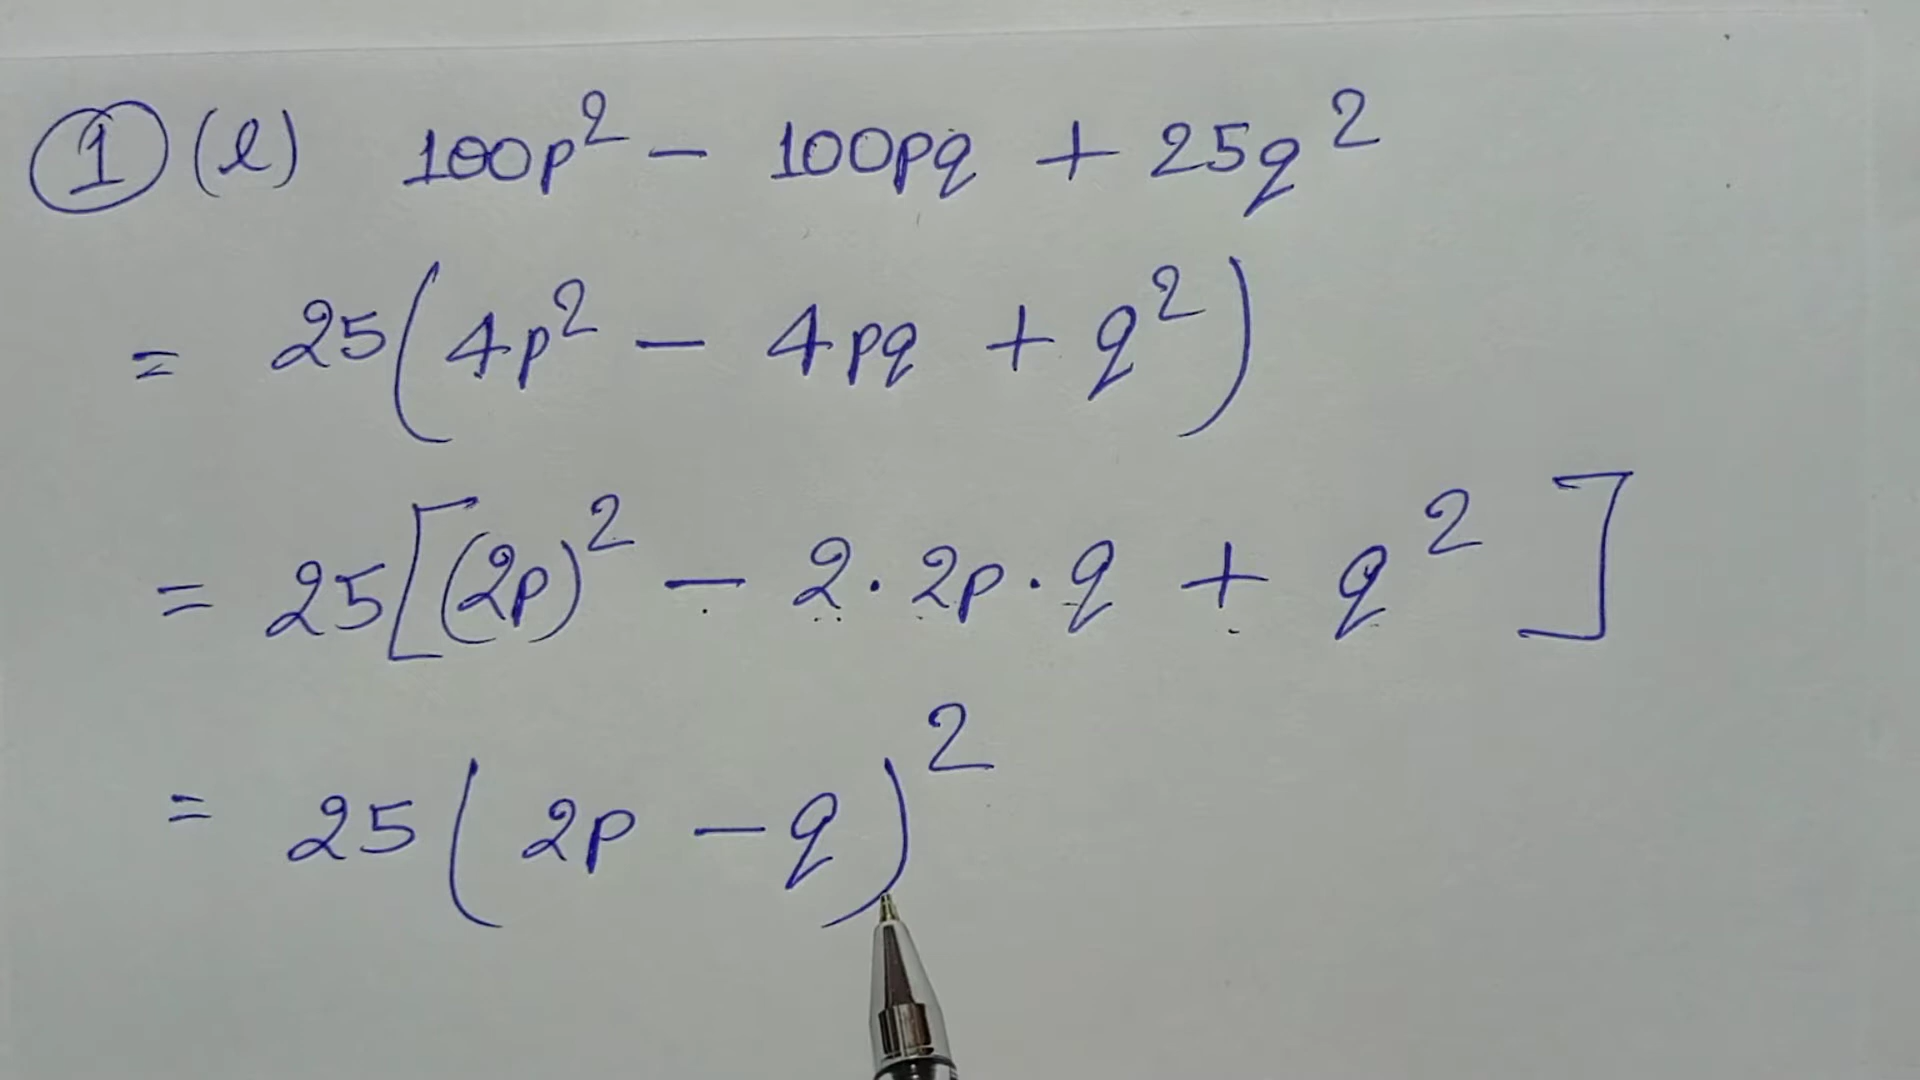 ① (l) 100p² − 100pq + 25q²
= 25(4p² − 4pq + q²)
= 25[(2p)² − 2 · 2p · q + q²]
= 25(2p − q)²